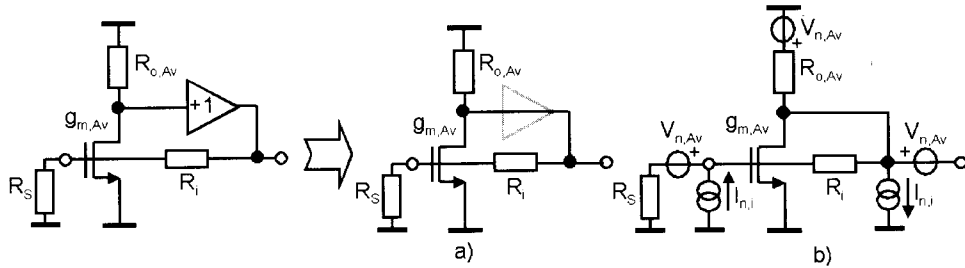 R_o,Av
+1
g_m,Av
R_S
R_i
R_o,Av
g_m,Av
R_S
R_i
a)
V_n,Av
+
R_o,Av
g_m,Av
V_n,Av
+
R_S
I_n,i
R_i
V_n,Av
+
I_n,i
b)